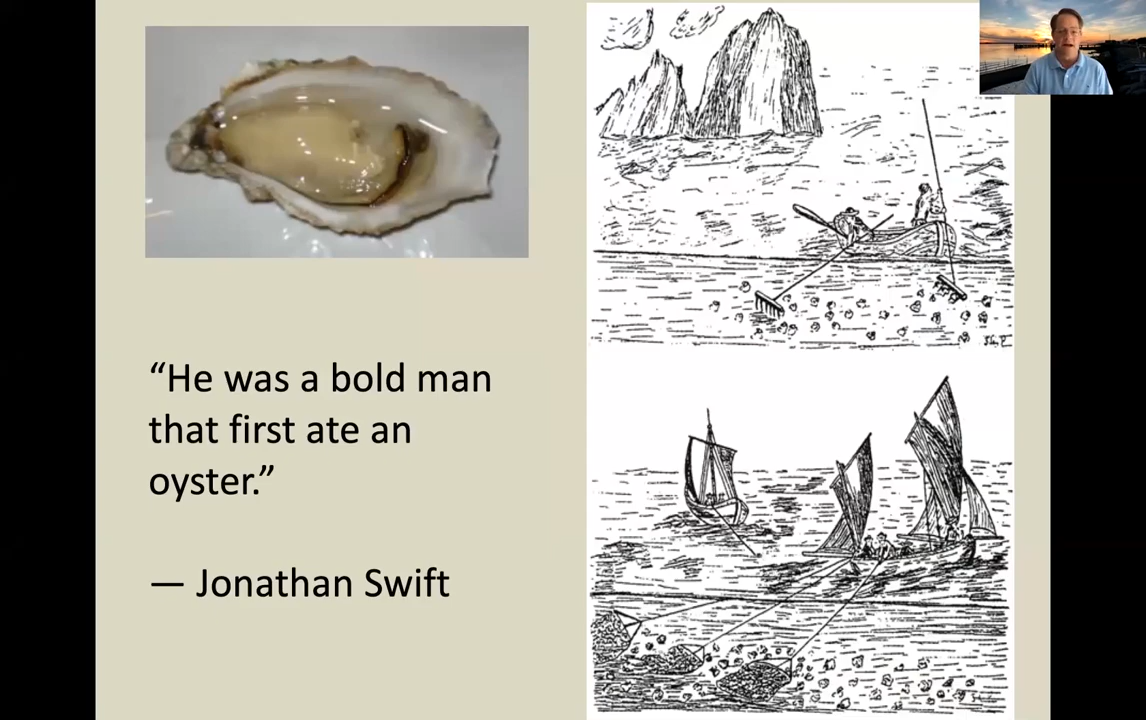 “He was a bold man
that first ate an
oyster.”
— Jonathan Swift